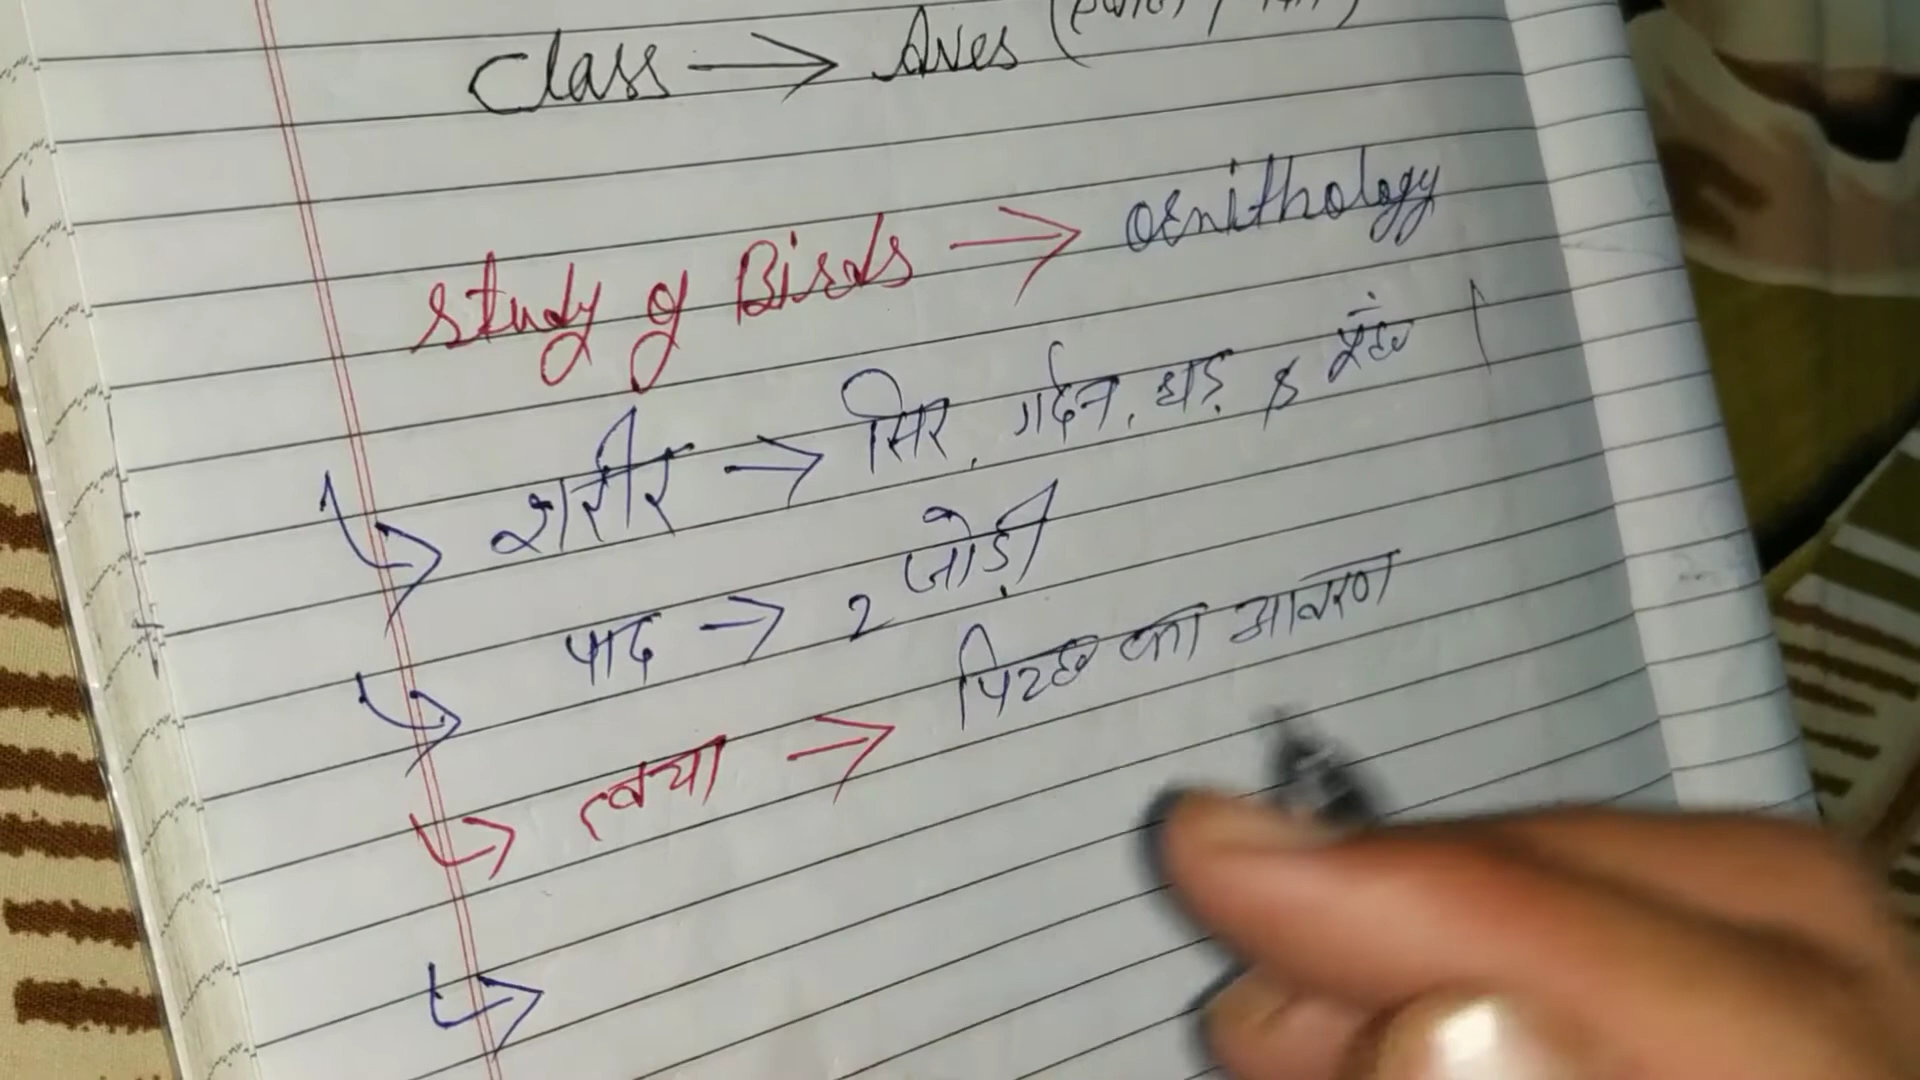 Class → Aves (
Study of Birds → ornithology
शरीर → सिर, गर्दन, धड़ & पूँछ ।
पाद → 2 जोड़ी
त्वचा → पिच्छ का आवरण